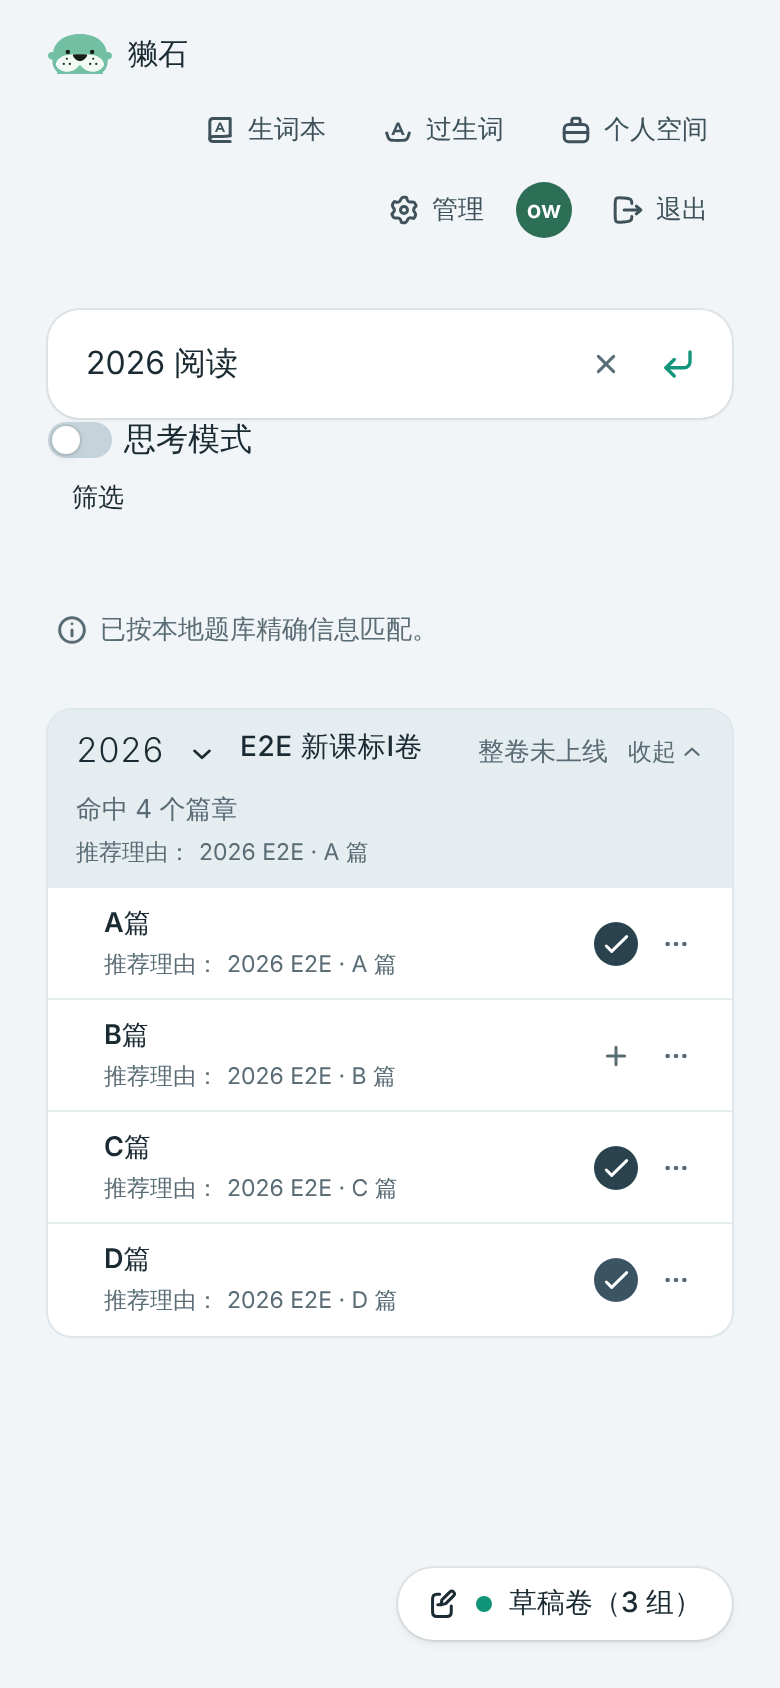 獭石
生词本 过生词 个人空间
管理 ow 退出
2026 阅读
思考模式
筛选
已按本地题库精确信息匹配。
2026 E2E 新课标I卷 整卷未上线 收起
命中 4 个篇章
推荐理由： 2026 E2E · A 篇
A篇
推荐理由： 2026 E2E · A 篇
B篇
推荐理由： 2026 E2E · B 篇
C篇
推荐理由： 2026 E2E · C 篇
D篇
推荐理由： 2026 E2E · D 篇
草稿卷（3 组）